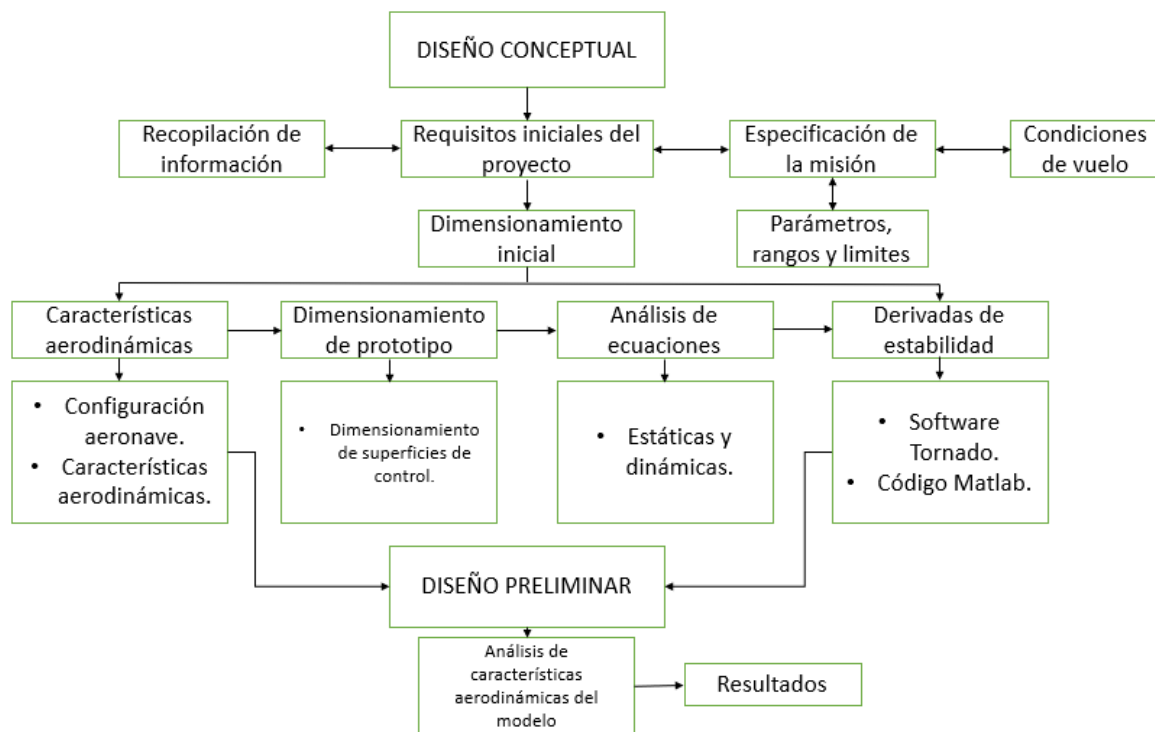 DISEÑO CONCEPTUAL
Recopilación de
información
Requisitos iniciales del
proyecto
Especificación de
la misión
Condiciones
de vuelo
Dimensionamiento
inicial
Parámetros,
rangos y limites
Características
aerodinámicas
Dimensionamiento
de prototipo
Análisis de
ecuaciones
Derivadas de
estabilidad
• Configuración
aeronave.
• Características
aerodinámicas.
• Dimensionamiento
de superficies de
control.
• Estáticas y
dinámicas.
• Software
Tornado.
• Código Matlab.
DISEÑO PRELIMINAR
Análisis de
características
aerodinámicas del
modelo
Resultados